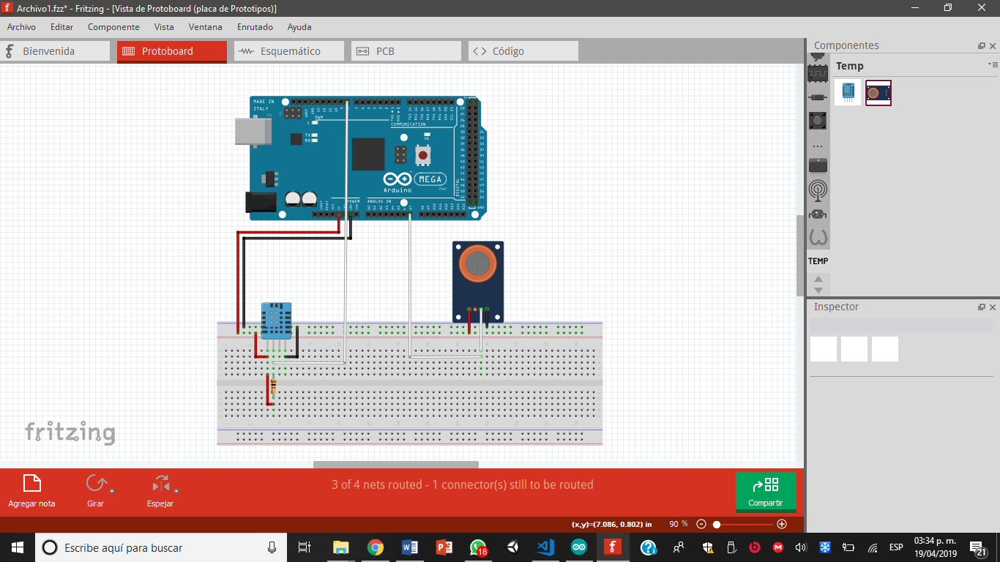 Archivo1.fzz* - Fritzing - [Vista de Protoboard (placa de Prototipos)]
Archivo Editar Componente Vista Ventana Enrutado Ayuda
Bienvenida Protoboard Esquemático PCB Código
Componentes
Temp
MADE IN
ITALY
PWM
L
TX
RX
COMMUNICATION
ON
MEGA
Arduino
DIGITAL
POWER
ANALOG IN
TEMP
Inspector
fritzing
3 of 4 nets routed - 1 connector(s) still to be routed
Agregar nota Girar Espejar Compartir
(x,y)=(7.086, 0.802) in 90 %
Escribe aquí para buscar
18
ESP
03:34 p. m.
19/04/2019
21